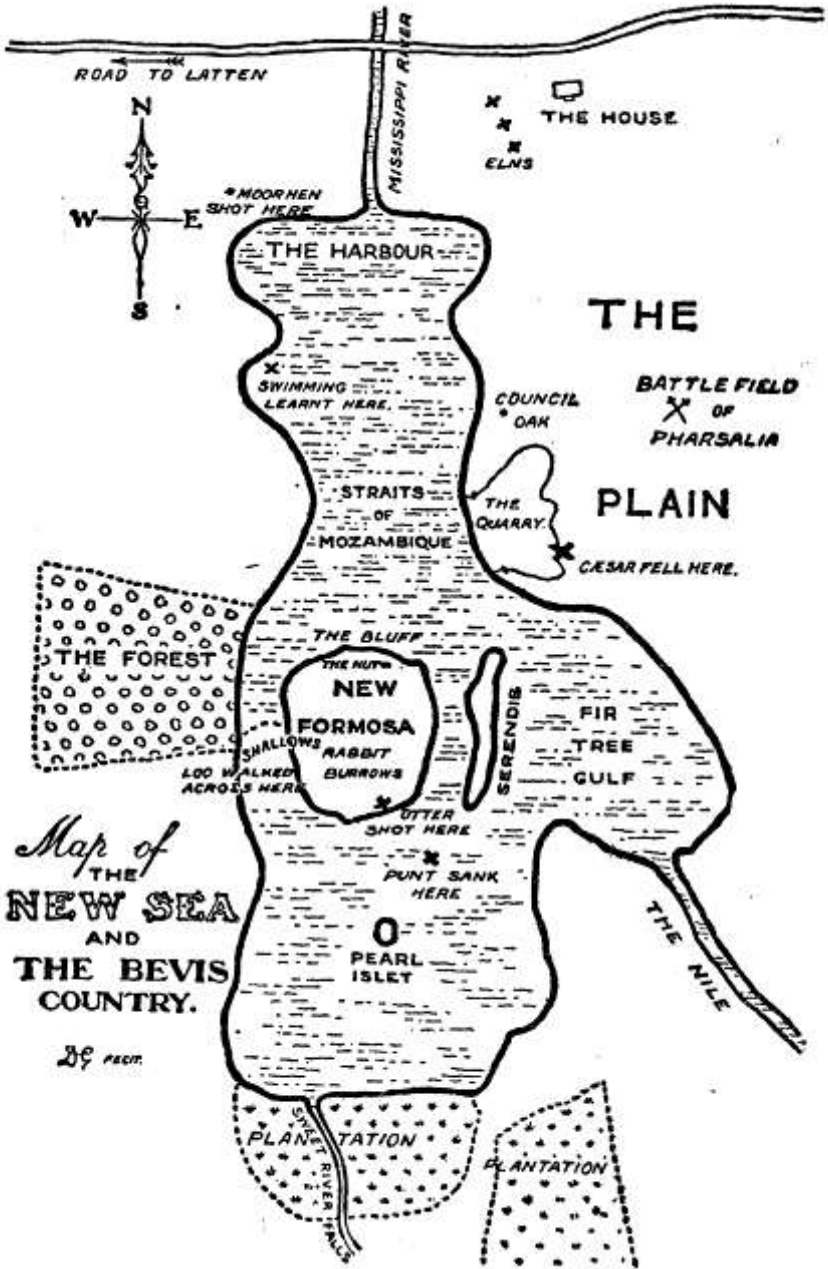 ROAD TO LATTEN
MISSISSIPPI RIVER
THE HOUSE
ELNS
N
W E
S
MOORHEN
SHOT HERE
THE HARBOUR
THE
SWIMMING
LEARNT HERE.
COUNCIL
OAK
BATTLE FIELD
OF
PHARSALIA
STRAITS
OF
MOZAMBIQUE
THE
QUARRY.
PLAIN
CÆSAR FELL HERE.
THE FOREST
THE BLUFF
THE HUT
NEW
FORMOSA
SHALLOWS
RABBIT
BURROWS
LOO WALKED
ACROSS HERE
SERENDIS
FIR
TREE
GULF
OTTER
SHOT HERE
PUNT SANK
HERE
PEARL
ISLET
THE NILE
Map of
THE
NEW SEA
AND
THE BEVIS
COUNTRY.
FECIT.
PLANTATION
SWEET RIVER FALLS
PLANTATION